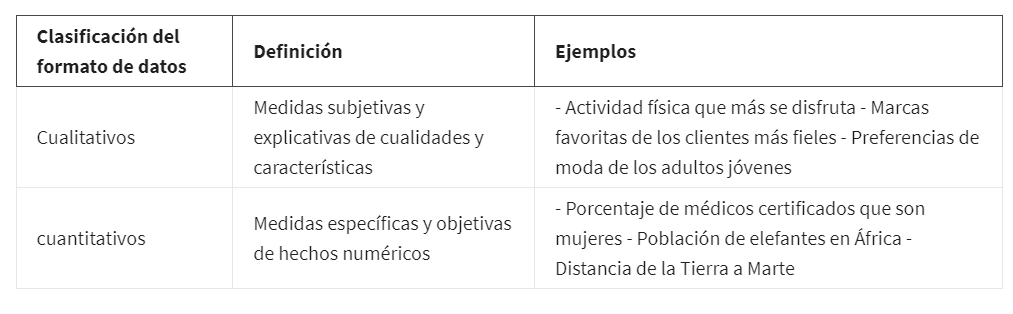 Clasificación del
formato de datos
Definición
Ejemplos
Cualitativos
Medidas subjetivas y
explicativas de cualidades y
características
- Actividad física que más se disfruta - Marcas
favoritas de los clientes más fieles - Preferencias de
moda de los adultos jóvenes
cuantitativos
Medidas específicas y objetivas
de hechos numéricos
- Porcentaje de médicos certificados que son
mujeres - Población de elefantes en África -
Distancia de la Tierra a Marte